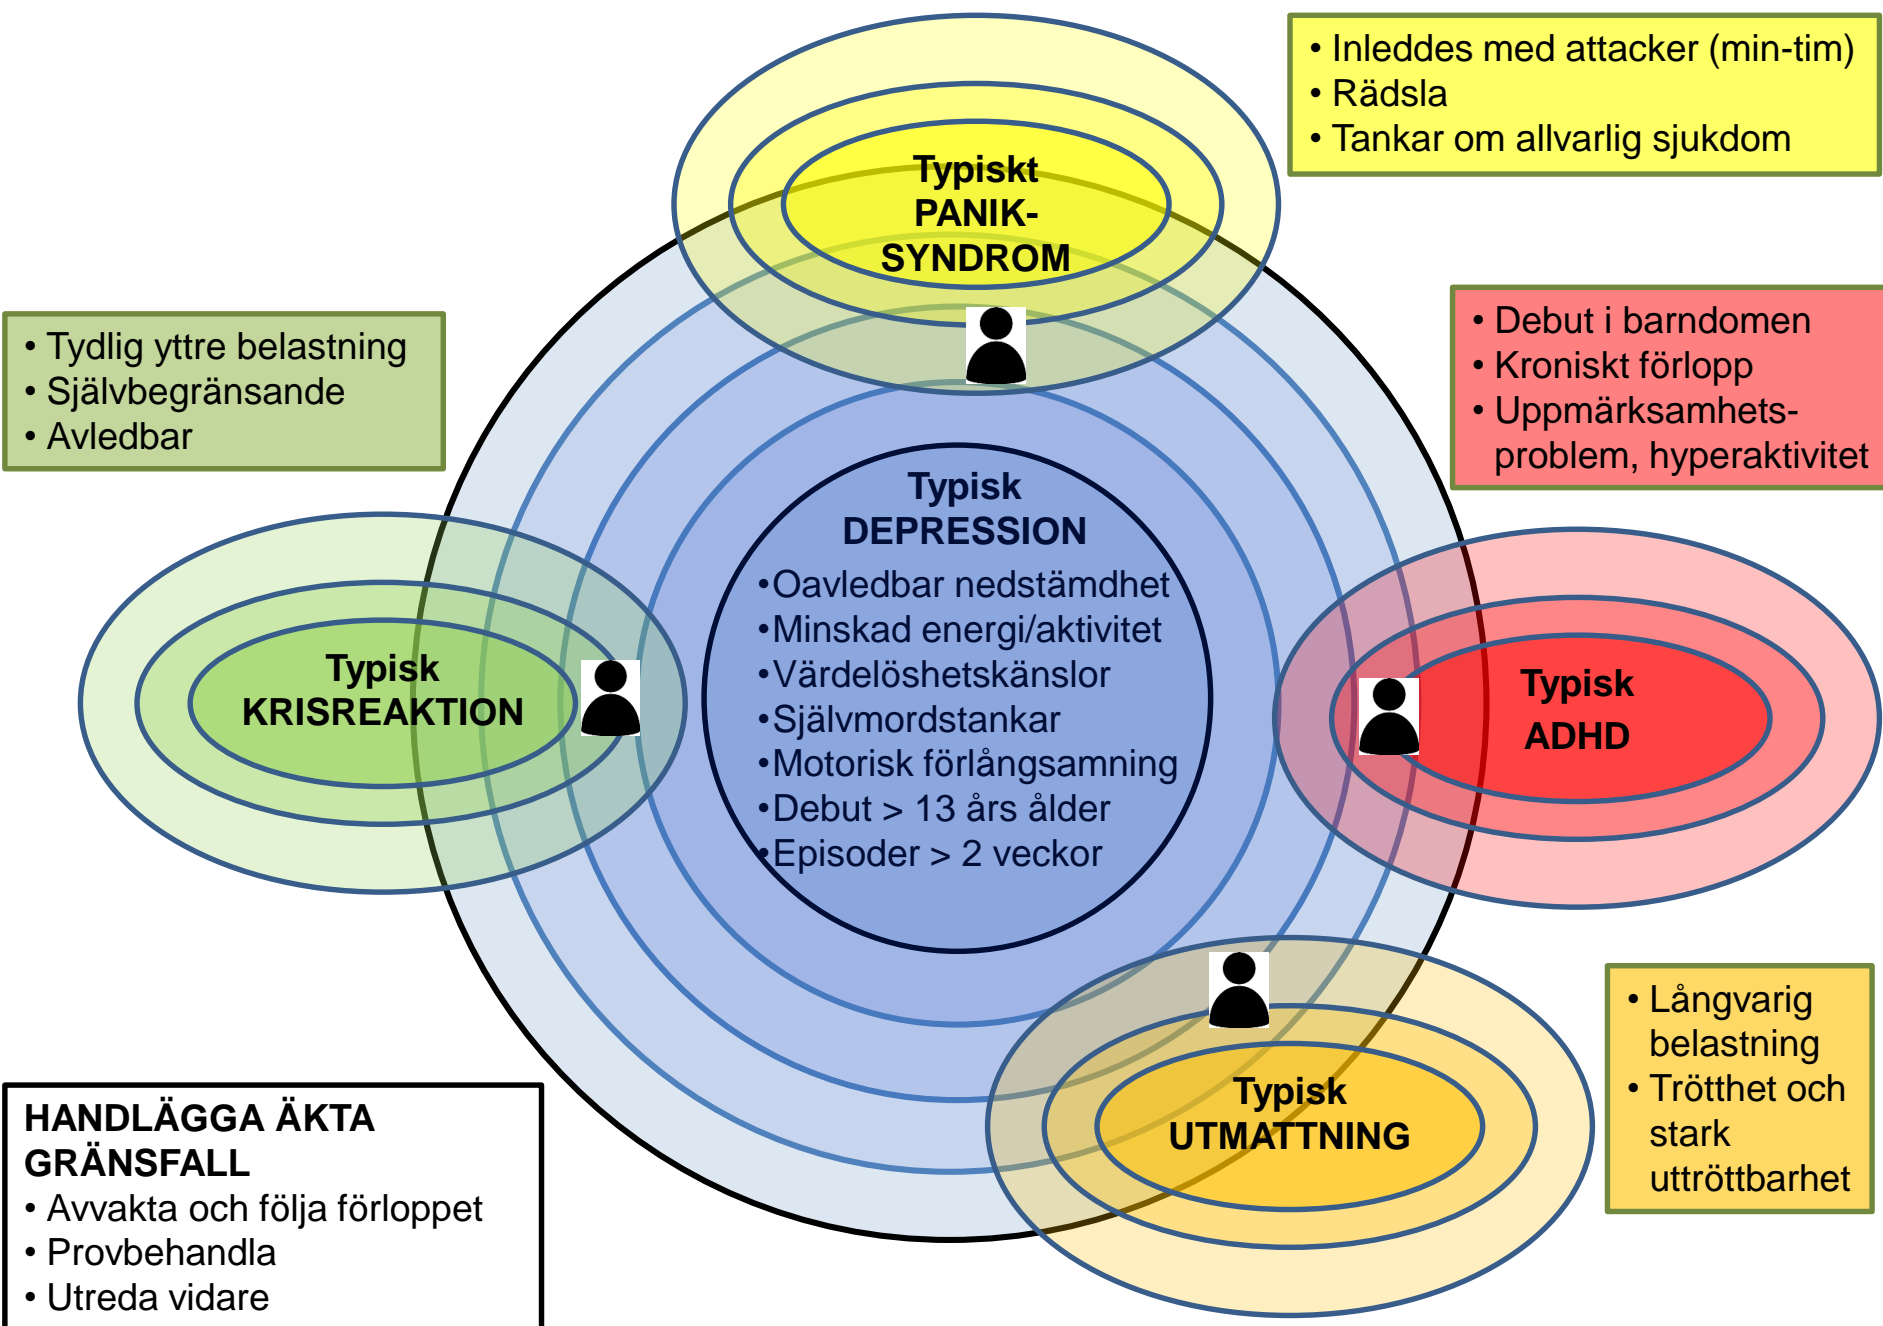 • Inleddes med attacker (min-tim)
• Rädsla
• Tankar om allvarlig sjukdom
Typiskt
PANIK-
SYNDROM
• Tydlig yttre belastning
• Självbegränsande
• Avledbar
• Debut i barndomen
• Kroniskt förlopp
• Uppmärksamhets-
problem, hyperaktivitet
Typisk
DEPRESSION
•Oavledbar nedstämdhet
•Minskad energi/aktivitet
•Värdelöshetskänslor
•Självmordstankar
•Motorisk förlångsamning
•Debut > 13 års ålder
•Episoder > 2 veckor
Typisk
KRISREAKTION
Typisk
ADHD
Typisk
UTMATTNING
• Långvarig
belastning
• Trötthet och
stark
uttröttbarhet
HANDLÄGGA ÄKTA
GRÄNSFALL
• Avvakta och följa förloppet
• Provbehandla
• Utreda vidare